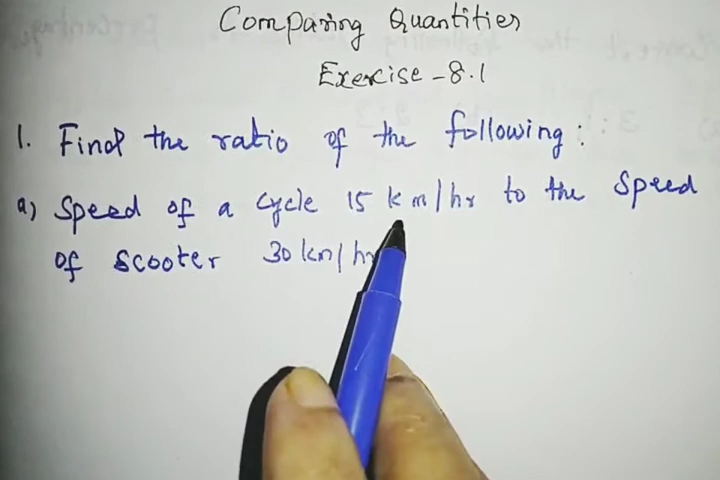 Comparing Quantities
Exercise - 8.1
1. Find the ratio of the following:
a) Speed of a cycle 15 km/hr to the Speed
of scooter 30 km/hr